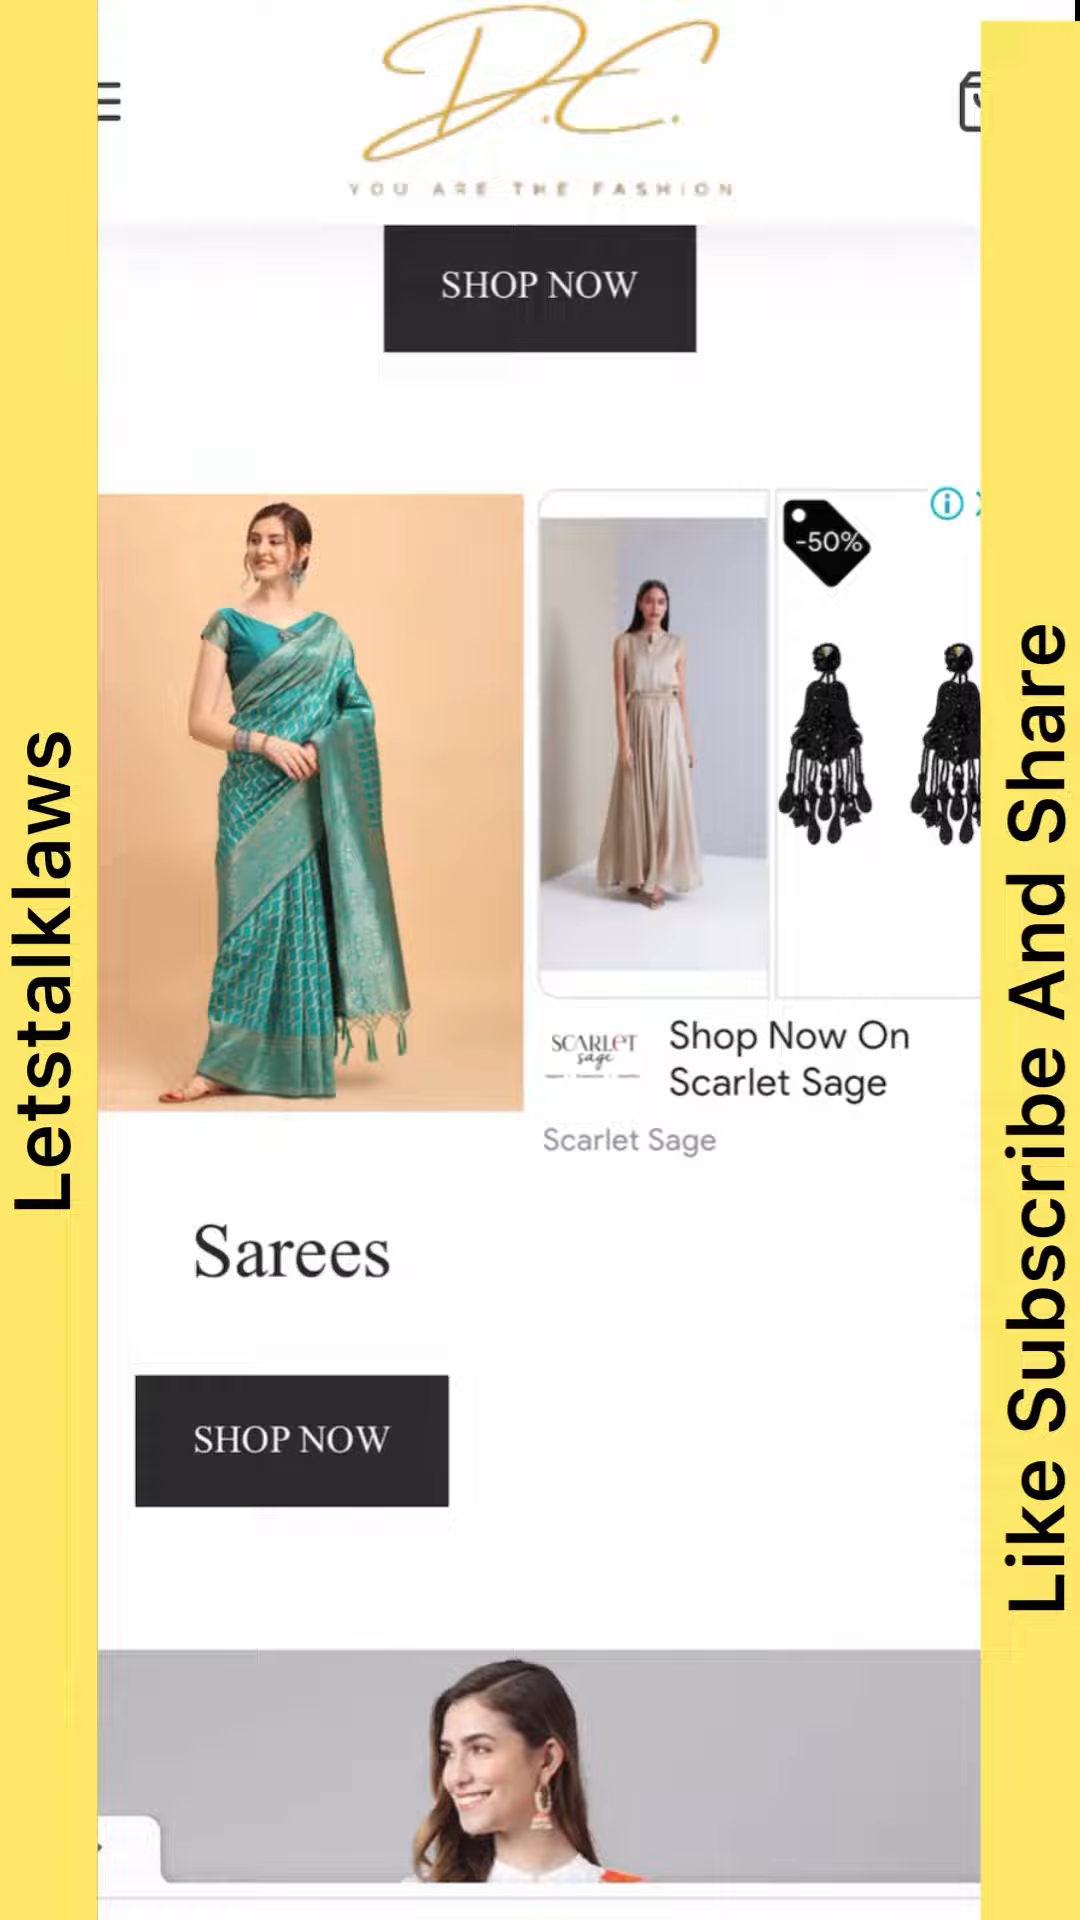 D.C.
YOU ARE THE FASHION
SHOP NOW
-50%
SCARLET
sage
Shop Now On
Scarlet Sage
Scarlet Sage
Sarees
SHOP NOW
Letstalklaws
Like Subscribe And Share